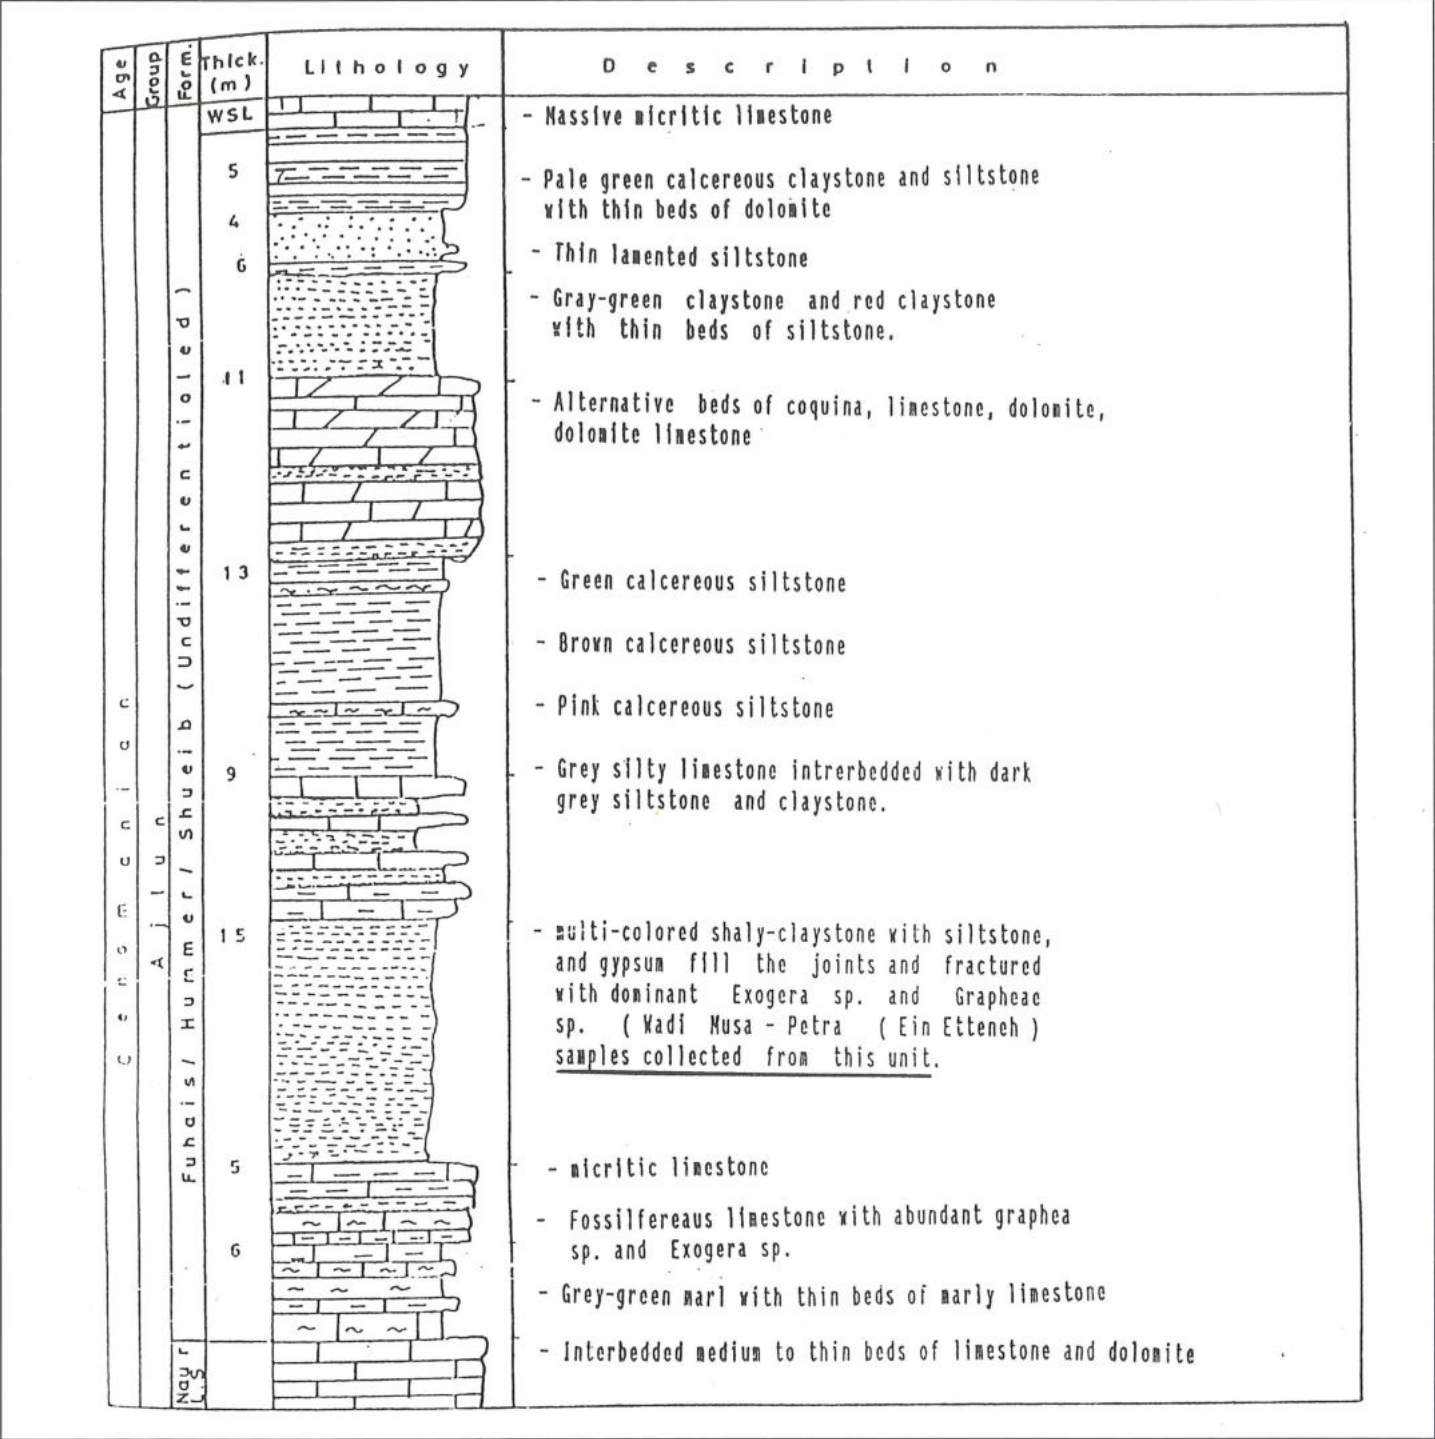 Age
Group
Form.
Thick.
(m)
Lithology
Description
Cenomanian
Ajlun
Fuhais/ Hummer/ Shueib (Undifferentioled)
Naur
L.S
WSL
5
4
6
11
13
9
15
5
6
- Massive micritic limestone
- Pale green calcereous claystone and siltstone
with thin beds of dolomite
- Thin lamented siltstone
- Gray-green claystone and red claystone
with thin beds of siltstone.
- Alternative beds of coquina, limestone, dolomite,
dolomite limestone
- Green calcereous siltstone
- Brown calcereous siltstone
- Pink calcereous siltstone
- Grey silty limestone intrerbedded with dark
grey siltstone and claystone.
- multi-colored shaly-claystone with siltstone,
and gypsum fill the joints and fractured
with dominant Exogera sp. and Grapheae
sp. ( Wadi Musa - Petra ( Ein Etteneh )
samples collected from this unit.
- micritic limestone
- Fossilfereaus limestone with abundant graphea
sp. and Exogera sp.
- Grey-green marl with thin beds of marly limestone
- Interbedded medium to thin beds of limestone and dolomite